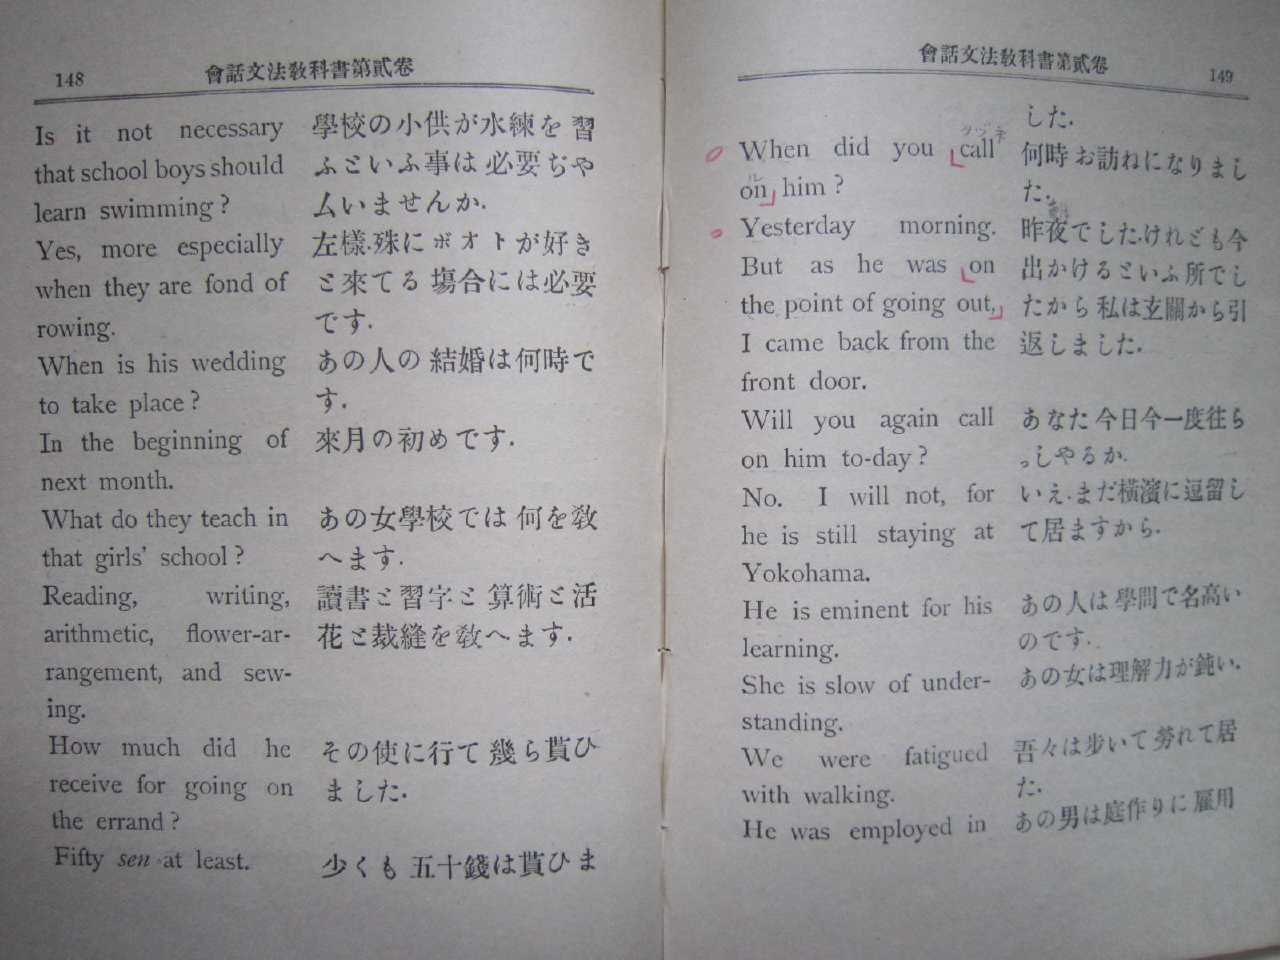 148
會話文法教科書第貳卷
Is it not necessary
that school boys should
learn swimming?
Yes, more especially
when they are fond of
rowing.
When is his wedding
to take place?
In the beginning of
next month.
What do they teach in
that girls' school?
Reading, writing,
arithmetic, flower-ar-
rangement, and sew-
ing.
How much did he
receive for going on
the errand?
Fifty sen at least.
學校の小供が水練を習
ふといふ事は必要ぢや
ムいませんか.
左樣.殊にボオトが好き
と來てる塲合には必要
です.
あの人の結婚は何時で
す.
來月の初めです.
あの女學校では何を敎
へます.
讀書と習字と算術と活
花と裁縫を敎へます.
その使に行て幾ら貰ひ
ました.
少くも五十錢は貰ひま
會話文法教科書第貳卷
149
When did you call
on him?
Yesterday morning.
But as he was on
the point of going out,
I came back from the
front door.
Will you again call
on him to-day?
No. I will not, for
he is still staying at
Yokohama.
He is eminent for his
learning.
She is slow of under-
standing.
We were fatigued
with walking.
He was employed in
した.
タヅネ
何時お訪ねになりまし
た.
昨夜でした.けれども今
出かけるといふ所でし
たから私は玄關から引
返しました.
あなた今日今一度徃ら
っしやるか.
いえ.まだ橫濱に逗留し
て居ますから.
あの人は學問で名高い
のです.
あの女は理解力が鈍い.
吾々は步いて勞れて居
た.
あの男は庭作りに雇用